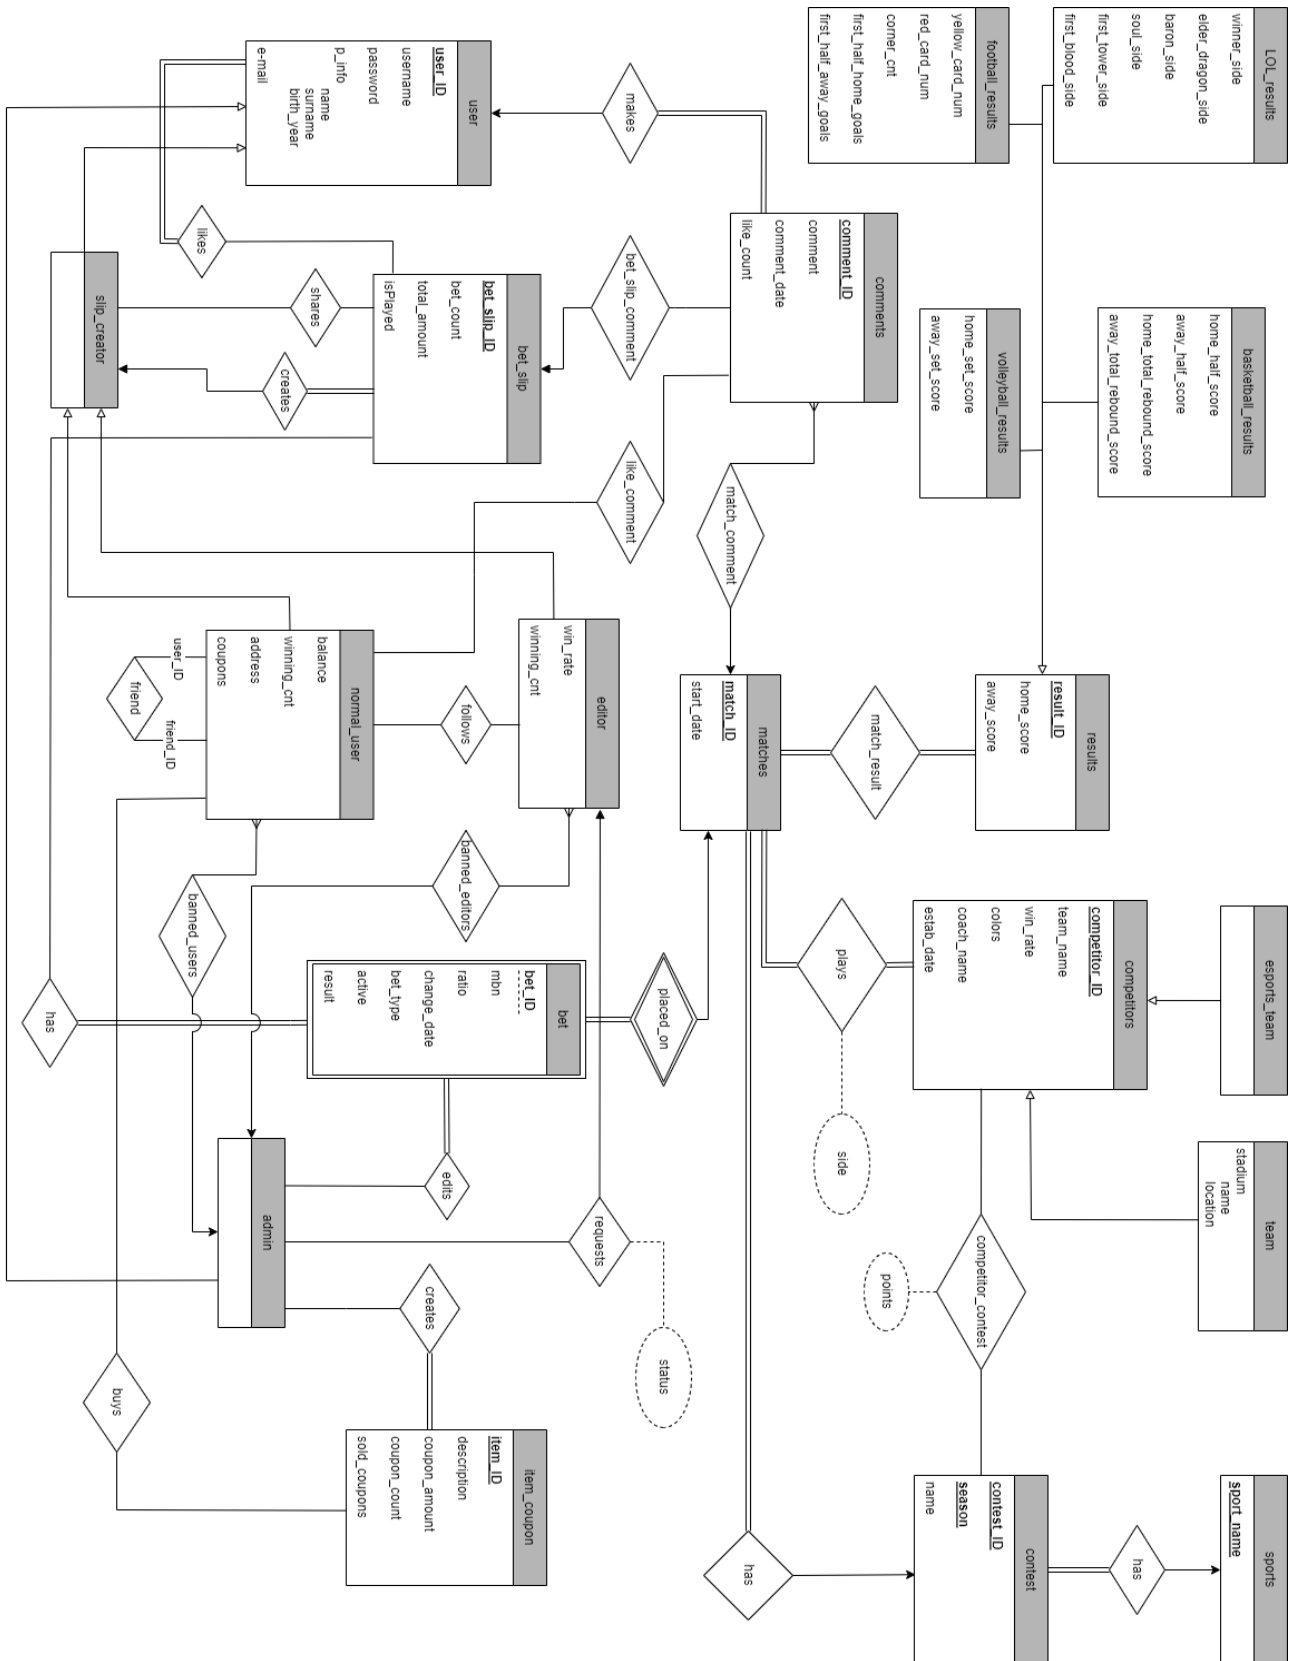 user
user_ID
username
password
p_info
name
surname
birth_year
e-mail
makes
football_results
yellow_card_num
red_card_num
corner_cnt
first_half_home_goals
first_half_away_goals
LOL_results
winner_side
elder_dragon_side
baron_side
soul_side
first_tower_side
first_blood_side
likes
slip_creator
shares
creates
bet_slip
bet_slip_ID
bet_count
total_amount
isPlayed
bet_slip_comment
comments
comment_ID
comment
comment_date
like_count
volleyball_results
home_set_score
away_set_score
basketball_results
home_half_score
away_half_score
home_total_rebound_score
away_total_rebound_score
like_comment
match_comment
normal_user
balance
winning_cnt
address
coupons
user_ID
friend
friend_ID
follows
editor
win_rate
winning_cnt
matches
match_ID
start_date
match_result
results
result_ID
home_score
away_score
banned_users
banned_editors
has
bet
bet_ID
mbn
ratio
change_date
bet_type
active
result
placed_on
plays
side
competitors
competitor_ID
team_name
win_rate
colors
coach_name
estab_date
esports_team
team
stadium
name
location
admin
edits
requests
status
creates
buys
item_coupon
item_ID
description
coupon_amount
coupon_count
sold_coupons
points
competitor_contest
has
contest
contest_ID
season
name
has
sports
sport_name